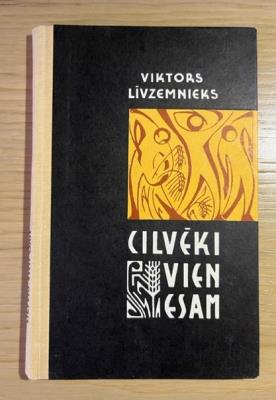 VIKTORS
LĪVZEMNIEKS
CILVĒKI
VIEN
ESAM